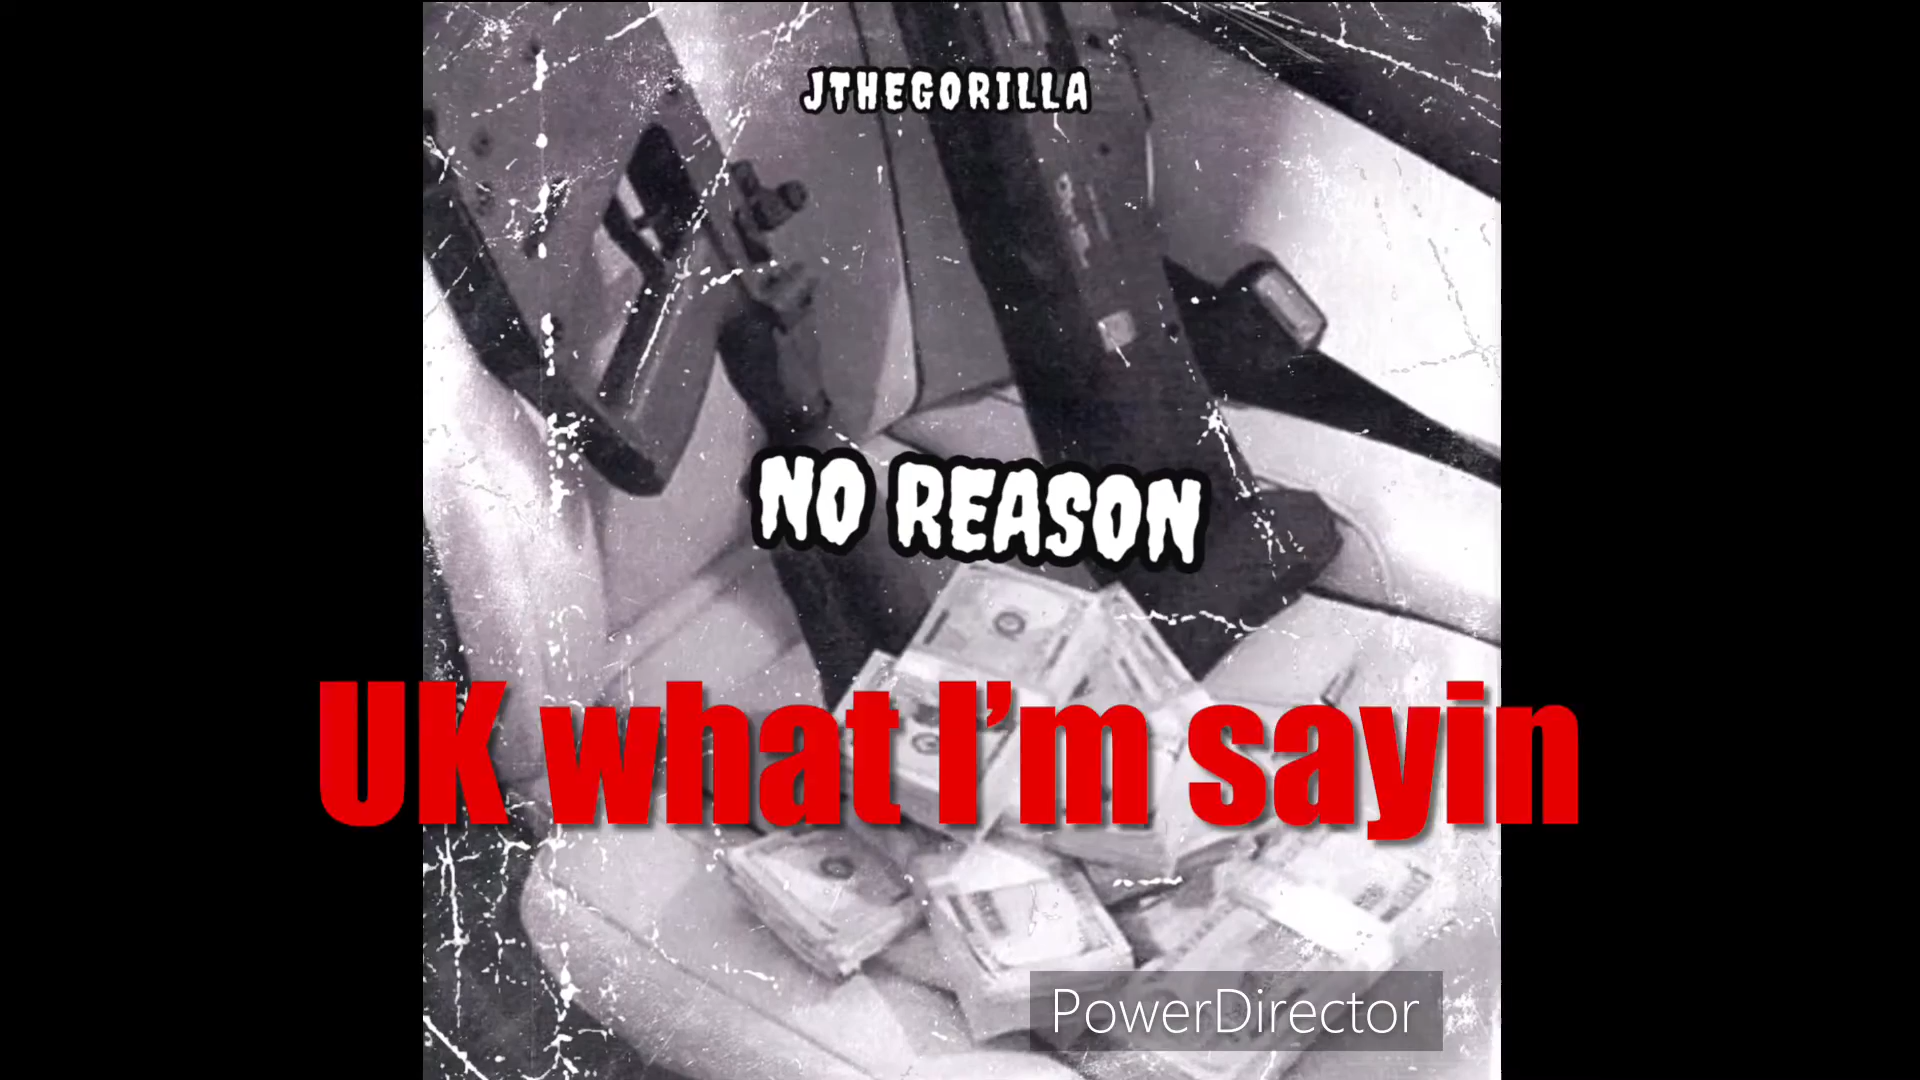 JTHEGORILLA
NO REASON
UK what I’m sayin
PowerDirector